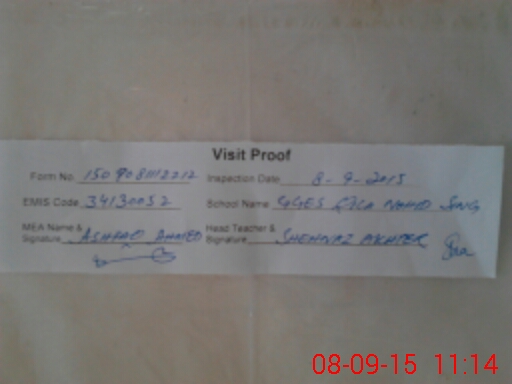 Visit Proof
Form No. 1509081112212 Inspection Date 8-9-2015
EMIS Code 34130052 School Name GGES
MEA Name & Signature ASHFAQ AHMED Head Teacher & Signature SHEHNAZ AKHTER
08-09-15 11:14